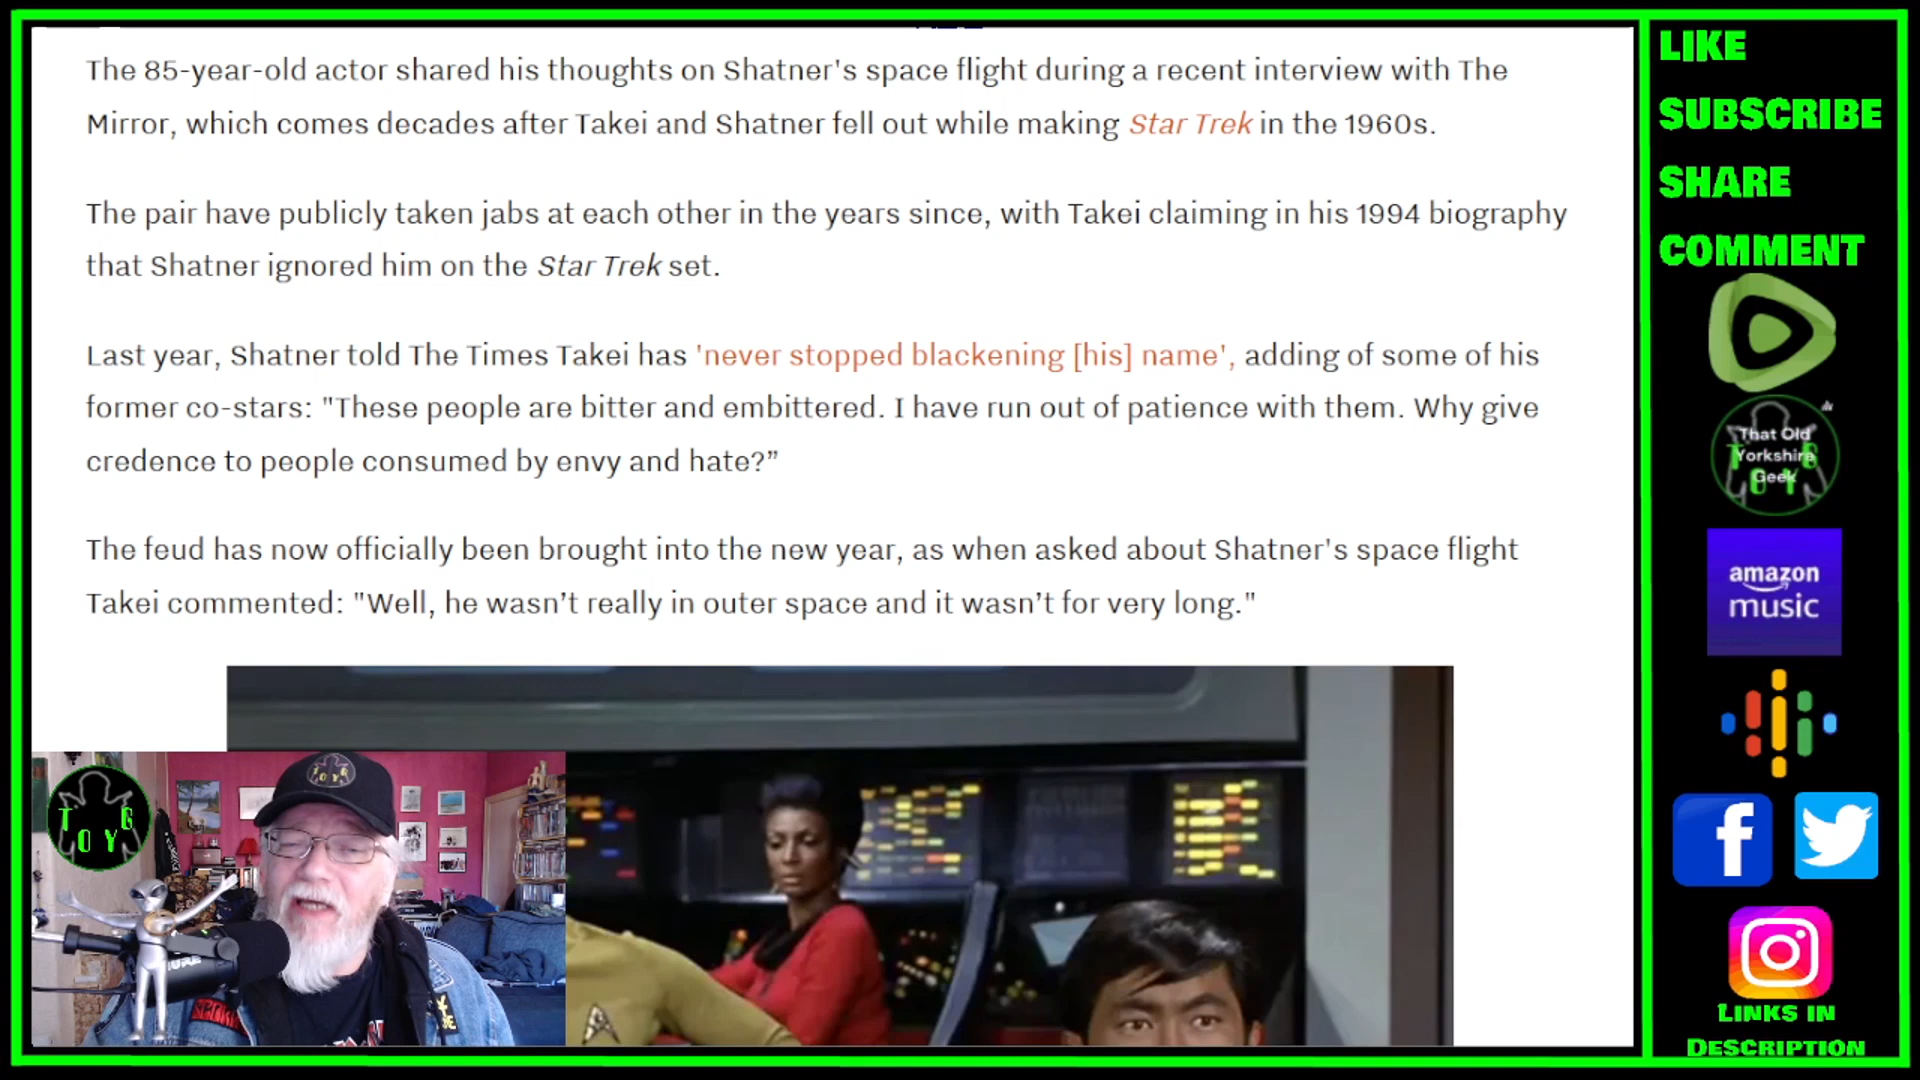 The 85-year-old actor shared his thoughts on Shatner's space flight during a recent interview with The
Mirror, which comes decades after Takei and Shatner fell out while making Star Trek in the 1960s.
The pair have publicly taken jabs at each other in the years since, with Takei claiming in his 1994 biography
that Shatner ignored him on the Star Trek set.
Last year, Shatner told The Times Takei has 'never stopped blackening [his] name', adding of some of his
former co-stars: "These people are bitter and embittered. I have run out of patience with them. Why give
credence to people consumed by envy and hate?”
The feud has now officially been brought into the new year, as when asked about Shatner's space flight
Takei commented: "Well, he wasn’t really in outer space and it wasn’t for very long."
LIKE
SUBSCRIBE
SHARE
COMMENT
That Old
Yorkshire
Geek
T O Y G
amazon
music
LINKS IN
DESCRIPTION
T O Y G
T O Y G